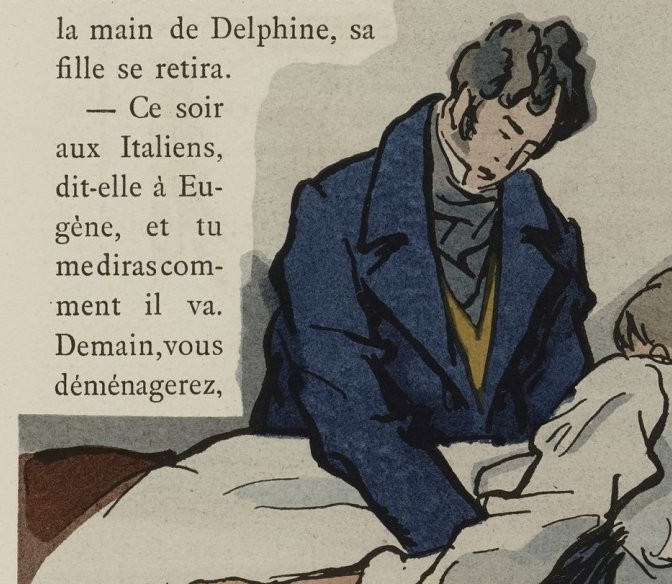 la main de Delphine, sa
fille se retira.
— Ce soir
aux Italiens,
dit-elle à Eu-
gène, et tu
me diras com-
ment il va.
Demain, vous
déménagerez,